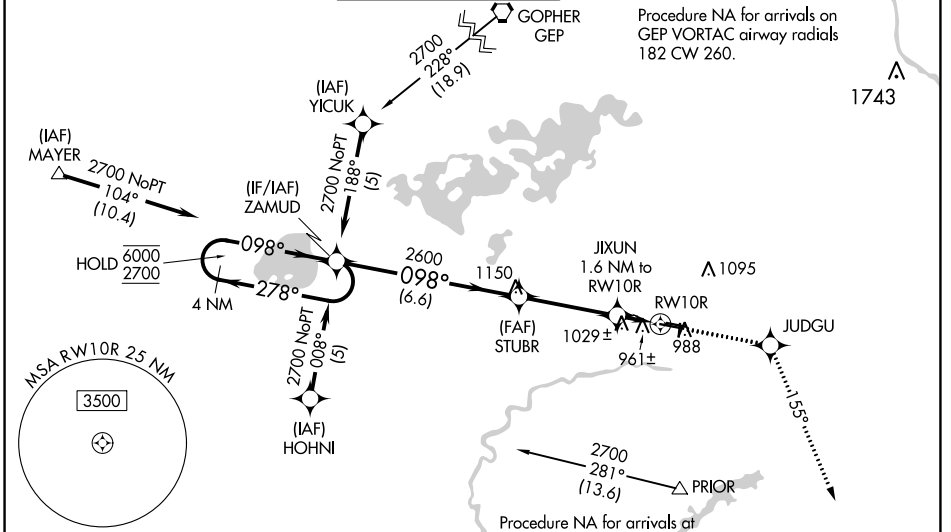 GOPHER
GEP
Procedure NA for arrivals on
GEP VORTAC airway radials
182 CW 260.
1743
2700
228°
(18.9)
(IAF)
YICUK
(IAF)
MAYER
2700 NoPT
104°
(10.4)
2700 NoPT
188°
(5)
(IF/IAF)
ZAMUD
HOLD 6000
2700
098°
278°
4 NM
2600
098°
(6.6)
1150
(FAF)
STUBR
JIXUN
1.6 NM to
RW10R
1095
RW10R
1029±
961±
988
JUDGU
155°
2700 NoPT
008°
(5)
(IAF)
HOHNI
MSA RW10R 25 NM
3500
2700
281°
(13.6)
PRIOR
Procedure NA for arrivals at